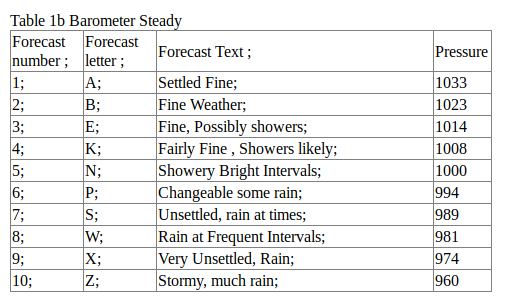 Table 1b Barometer Steady
Forecast number ; Forecast letter ; Forecast Text ; Pressure
1; A; Settled Fine; 1033
2; B; Fine Weather; 1023
3; E; Fine, Possibly showers; 1014
4; K; Fairly Fine , Showers likely; 1008
5; N; Showery Bright Intervals; 1000
6; P; Changeable some rain; 994
7; S; Unsettled, rain at times; 989
8; W; Rain at Frequent Intervals; 981
9; X; Very Unsettled, Rain; 974
10; Z; Stormy, much rain; 960